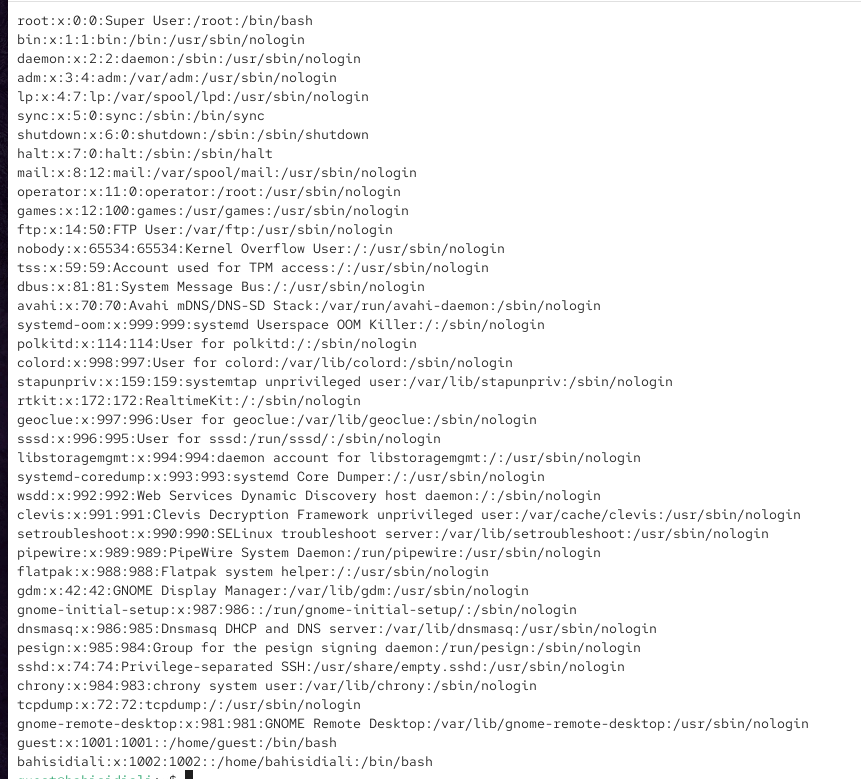 root:x:0:0:Super User:/root:/bin/bash
bin:x:1:1:bin:/bin:/usr/sbin/nologin
daemon:x:2:2:daemon:/sbin:/usr/sbin/nologin
adm:x:3:4:adm:/var/adm:/usr/sbin/nologin
lp:x:4:7:lp:/var/spool/lpd:/usr/sbin/nologin
sync:x:5:0:sync:/sbin:/bin/sync
shutdown:x:6:0:shutdown:/sbin:/sbin/shutdown
halt:x:7:0:halt:/sbin:/sbin/halt
mail:x:8:12:mail:/var/spool/mail:/usr/sbin/nologin
operator:x:11:0:operator:/root:/usr/sbin/nologin
games:x:12:100:games:/usr/games:/usr/sbin/nologin
ftp:x:14:50:FTP User:/var/ftp:/usr/sbin/nologin
nobody:x:65534:65534:Kernel Overflow User:/:/usr/sbin/nologin
tss:x:59:59:Account used for TPM access:/:/usr/sbin/nologin
dbus:x:81:81:System Message Bus:/:/usr/sbin/nologin
avahi:x:70:70:Avahi mDNS/DNS-SD Stack:/var/run/avahi-daemon:/sbin/nologin
systemd-oom:x:999:999:systemd Userspace OOM Killer:/:/usr/sbin/nologin
polkitd:x:114:114:User for polkitd:/:/sbin/nologin
colord:x:998:997:User for colord:/var/lib/colord:/sbin/nologin
stapunpriv:x:159:159:systemtap unprivileged user:/var/lib/stapunpriv:/sbin/nologin
rtkit:x:172:172:RealtimeKit:/:/sbin/nologin
geoclue:x:997:996:User for geoclue:/var/lib/geoclue:/sbin/nologin
sssd:x:996:995:User for sssd:/run/sssd/:/sbin/nologin
libstoragemgmt:x:994:994:daemon account for libstoragemgmt:/:/usr/sbin/nologin
systemd-coredump:x:993:993:systemd Core Dumper:/:/usr/sbin/nologin
wsdd:x:992:992:Web Services Dynamic Discovery host daemon:/:/sbin/nologin
clevis:x:991:991:Clevis Decryption Framework unprivileged user:/var/cache/clevis:/usr/sbin/nologin
setroubleshoot:x:990:990:SELinux troubleshoot server:/var/lib/setroubleshoot:/usr/sbin/nologin
pipewire:x:989:989:PipeWire System Daemon:/run/pipewire:/usr/sbin/nologin
flatpak:x:988:988:Flatpak system helper:/:/usr/sbin/nologin
gdm:x:42:42:GNOME Display Manager:/var/lib/gdm:/usr/sbin/nologin
gnome-initial-setup:x:987:986::/run/gnome-initial-setup/:/sbin/nologin
dnsmasq:x:986:985:Dnsmasq DHCP and DNS server:/var/lib/dnsmasq:/usr/sbin/nologin
pesign:x:985:984:Group for the pesign signing daemon:/run/pesign:/sbin/nologin
sshd:x:74:74:Privilege-separated SSH:/usr/share/empty.sshd:/usr/sbin/nologin
chrony:x:984:983:chrony system user:/var/lib/chrony:/sbin/nologin
tcpdump:x:72:72:tcpdump:/:/usr/sbin/nologin
gnome-remote-desktop:x:981:981:GNOME Remote Desktop:/var/lib/gnome-remote-desktop:/usr/sbin/nologin
guest:x:1001:1001::/home/guest:/bin/bash
bahisidiali:x:1002:1002::/home/bahisidiali:/bin/bash
guest@bahisidiali:~$